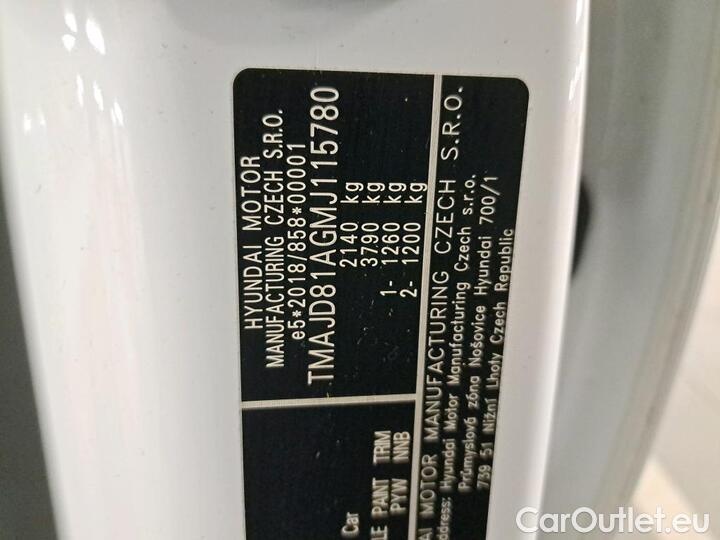 HYUNDAI MOTOR
MANUFACTURING CZECH S.R.O.
e5*2018/858*00001
TMAJD81AGMJ115780
2140 kg
3790 kg
1- 1260 kg
2- 1200 kg
Car
PAINT TRIM
PYW NNB
MOTOR MANUFACTURING CZECH S.R.O.
address: Hyundai Motor Manufacturing Czech s.r.o.
Průmyslová zóna Nošovice Hyundai 700/1
739 51 Nižní Lhoty Czech Republic
CarOutlet.eu